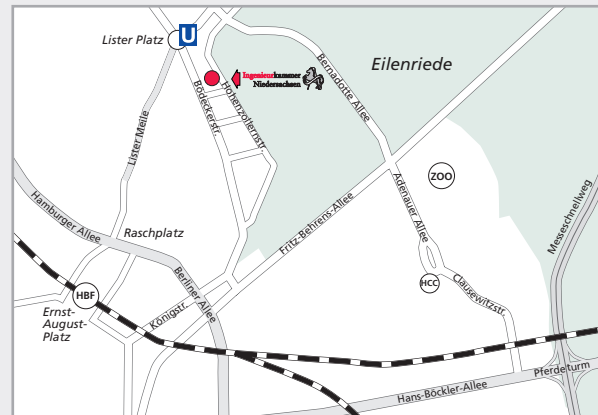 Lister Platz
U
Eilenriede
Bernadotte Allee
Ingenieurkammer
Niedersachsen
Bödeckerstr.
Hohenzollernstr.
Lister Meile
ZOO
Adenauer Allee
Messeschnellweg
Hamburger Allee
Raschplatz
Fritz-Behrens-Allee
Berliner Allee
HCC
Clausewitzstr.
HBF
Königstr.
Ernst-
August-
Platz
Pferdeturm
Hans-Böckler-Allee